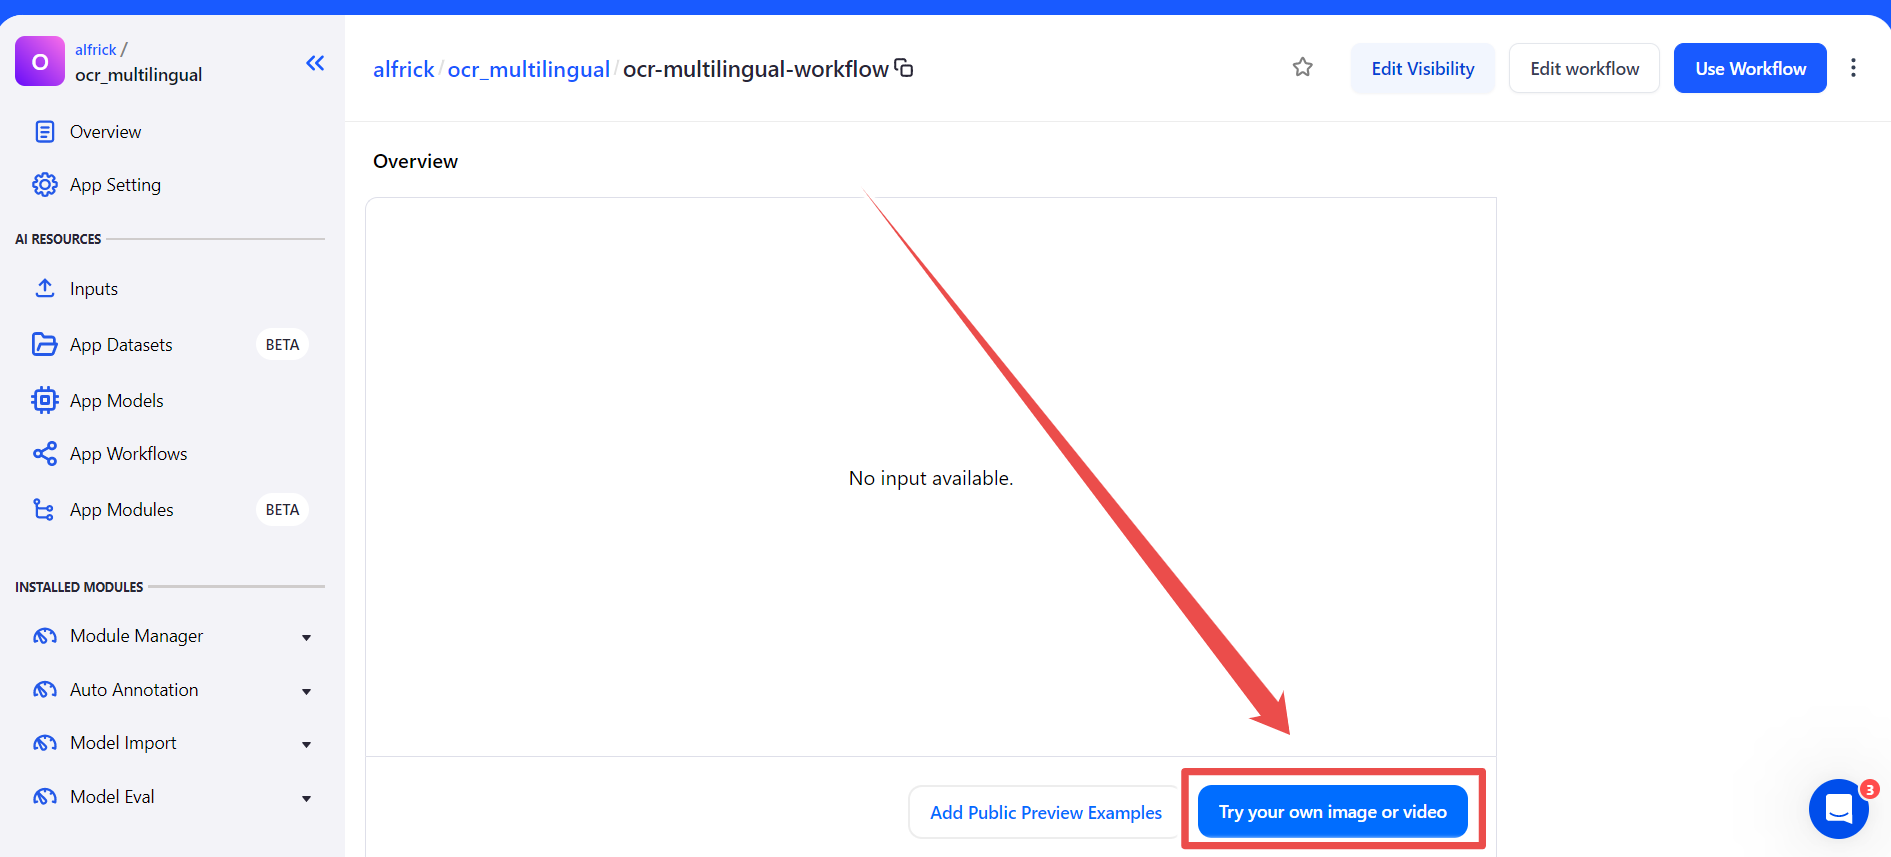 O
alfrick /
ocr_multilingual
Overview
App Setting
AI RESOURCES
Inputs
App Datasets BETA
App Models
App Workflows
App Modules BETA
INSTALLED MODULES
Module Manager
Auto Annotation
Model Import
Model Eval
alfrick / ocr_multilingual / ocr-multilingual-workflow
Edit Visibility
Edit workflow
Use Workflow
Overview
No input available.
Add Public Preview Examples
Try your own image or video
3